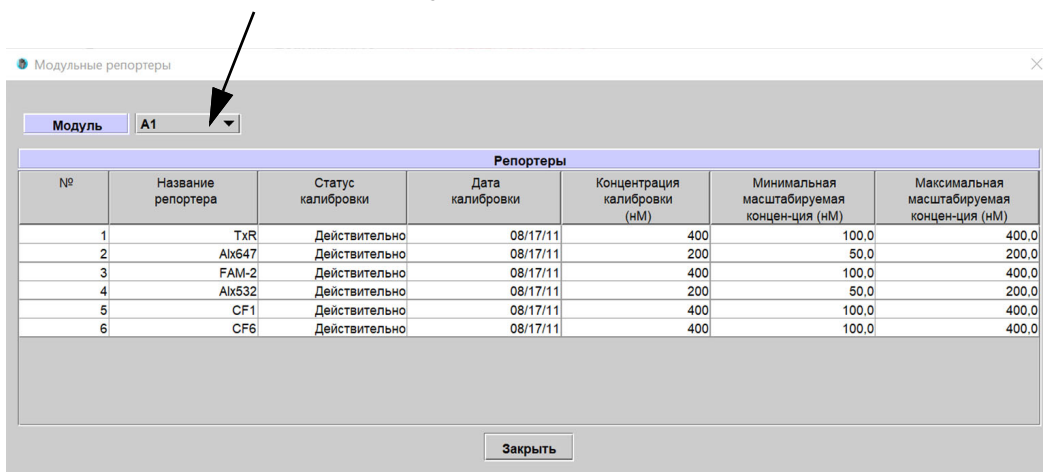 Модульные репортеры
Модуль A1
Репортеры
№ Название репортера Статус калибровки Дата калибровки Концентрация калибровки (нМ) Минимальная масштабируемая концен-ция (нМ) Максимальная масштабируемая концен-ция (нМ)
1 TxR Действительно 08/17/11 400 100,0 400,0
2 Alx647 Действительно 08/17/11 200 50,0 200,0
3 FAM-2 Действительно 08/17/11 400 100,0 400,0
4 Alx532 Действительно 08/17/11 200 50,0 200,0
5 CF1 Действительно 08/17/11 400 100,0 400,0
6 CF6 Действительно 08/17/11 400 100,0 400,0
Закрыть